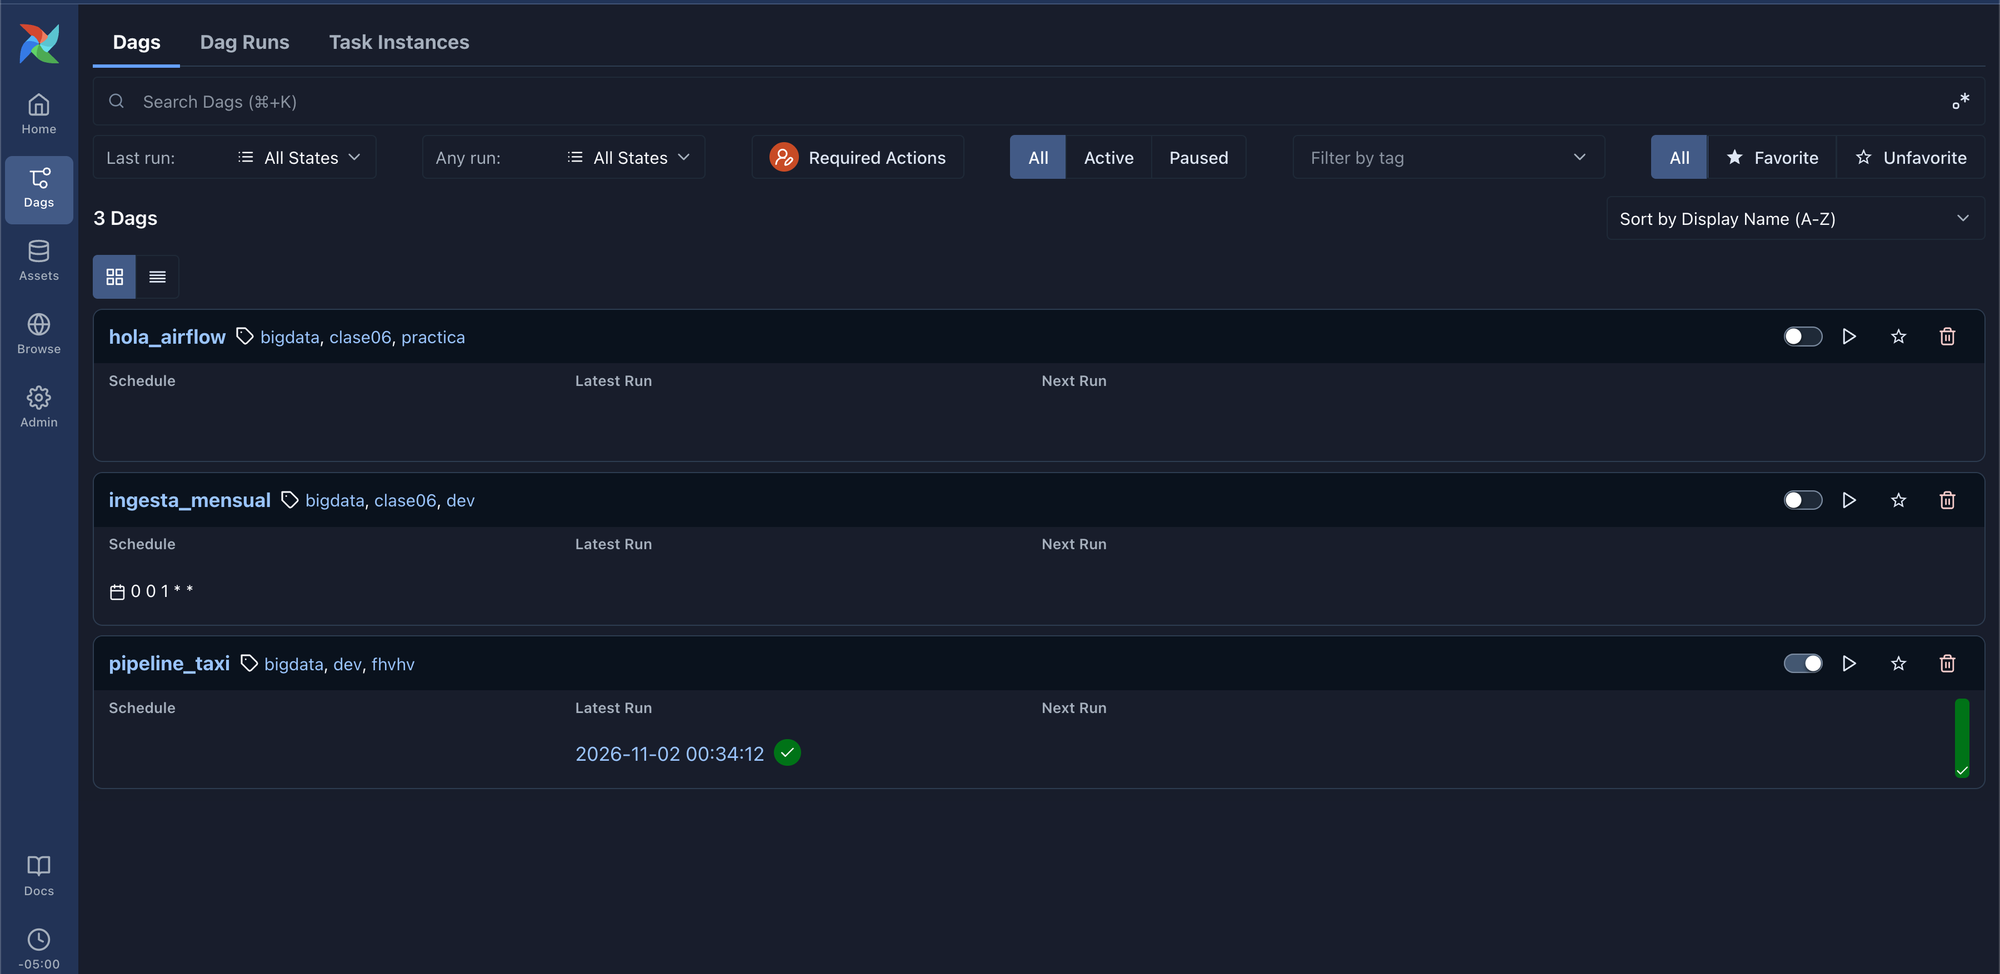 Dags Dag Runs Task Instances
Search Dags (⌘+K)
.*
Home
Dags
Assets
Browse
Admin
Docs
-05:00
Last run: All States Any run: All States Required Actions All Active Paused Filter by tag All Favorite Unfavorite
3 Dags Sort by Display Name (A-Z)
hola_airflow bigdata, clase06, practica
Schedule Latest Run Next Run
ingesta_mensual bigdata, clase06, dev
Schedule Latest Run Next Run
0 0 1 * *
pipeline_taxi bigdata, dev, fhvhv
Schedule Latest Run Next Run
2026-11-02 00:34:12